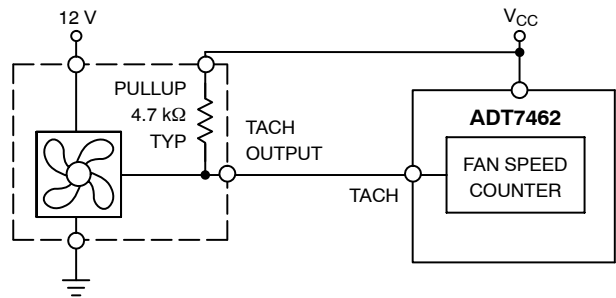 12 V
VCC
PULLUP
4.7 kΩ
TYP
TACH
OUTPUT
ADT7462
FAN SPEED
COUNTER
TACH